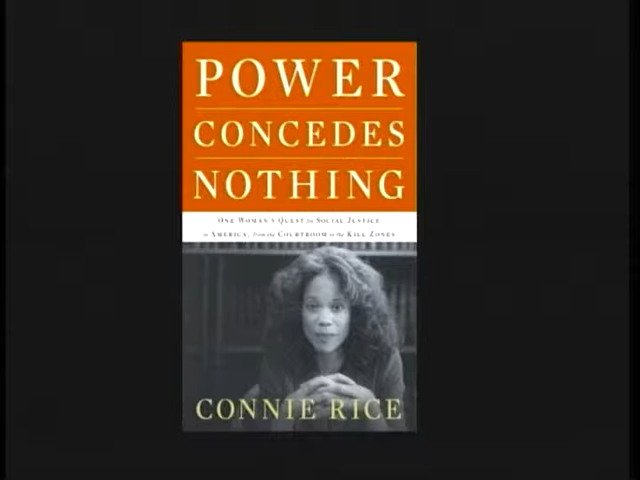 POWER
CONCEDES
NOTHING
ONE WOMAN'S QUEST for SOCIAL JUSTICE
in AMERICA, from the COURTROOM to the KILL ZONES
CONNIE RICE